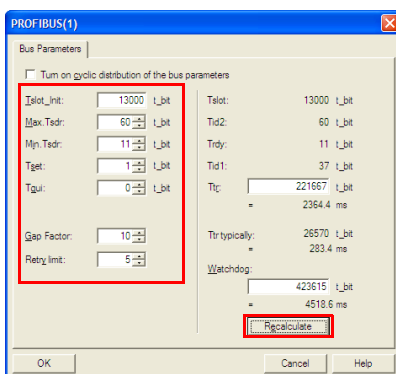 PROFIBUS(1)
Bus Parameters
Turn on cyclic distribution of the bus parameters
Tslot_Init: 13000 t_bit
Max.Tsdr: 60 t_bit
Min.Tsdr: 11 t_bit
Tset: 1 t_bit
Tqui: 0 t_bit
Gap Factor: 10
Retry limit: 5
Tslot: 13000 t_bit
Tid2: 60 t_bit
Trdy: 11 t_bit
Tid1: 37 t_bit
Ttr: 221667 t_bit
= 2364.4 ms
Ttr typically: 26570 t_bit
= 283.4 ms
Watchdog:
423615 t_bit
= 4518.6 ms
Recalculate
OK Cancel Help